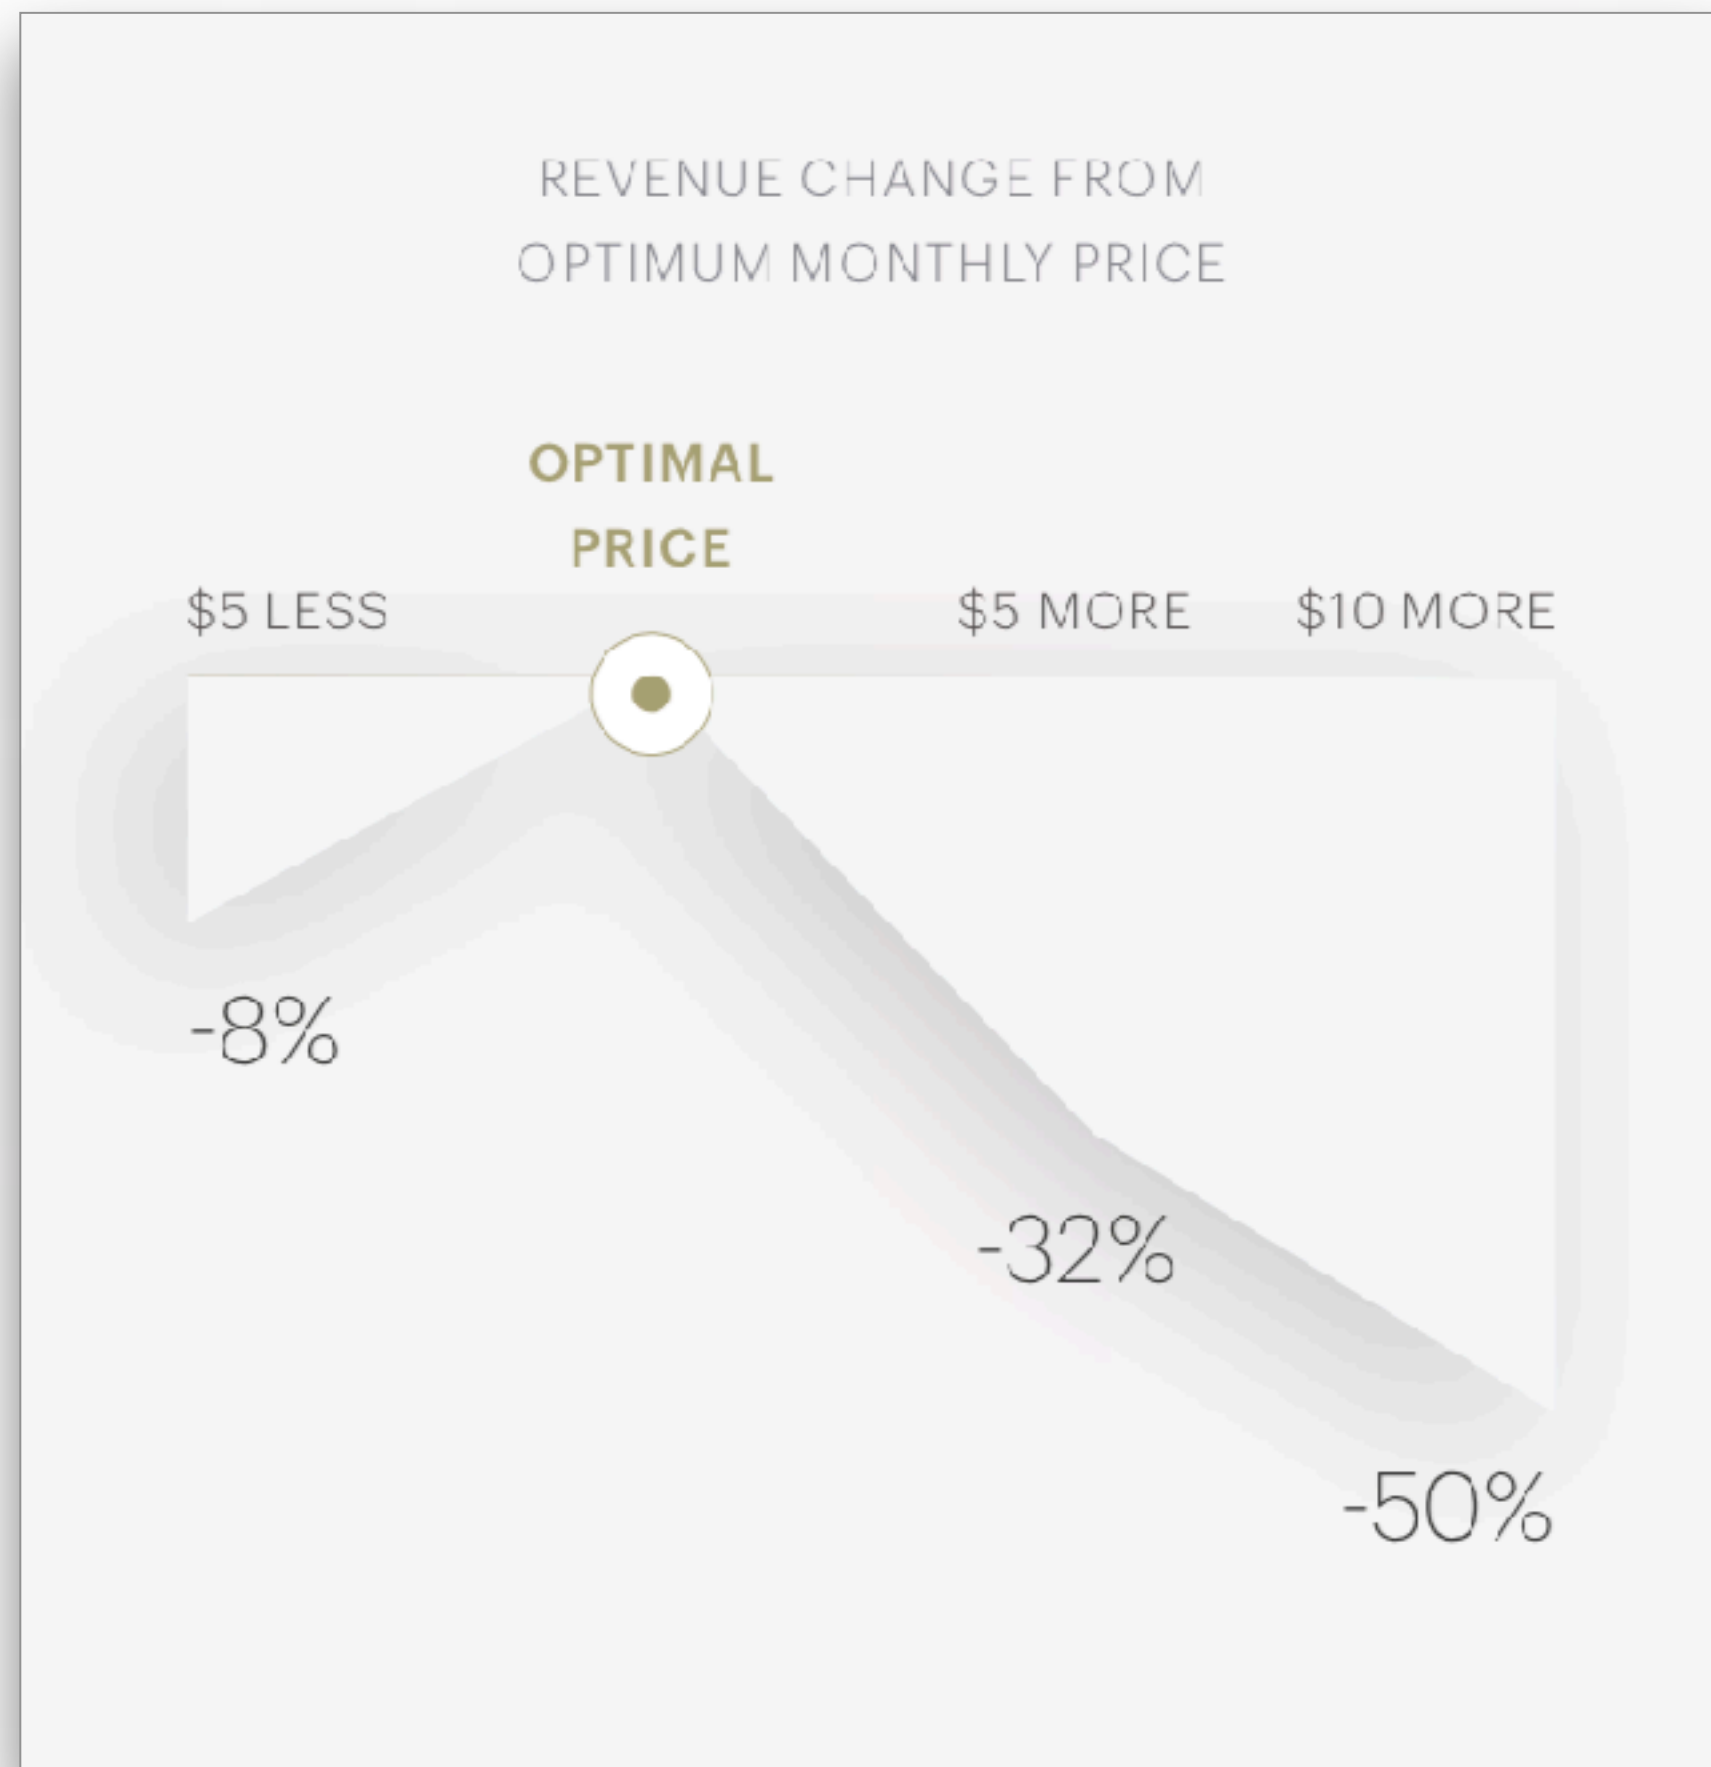 REVENUE CHANGE FROM
OPTIMUM MONTHLY PRICE
OPTIMAL
PRICE
$5 LESS
$5 MORE
$10 MORE
-8%
-32%
-50%